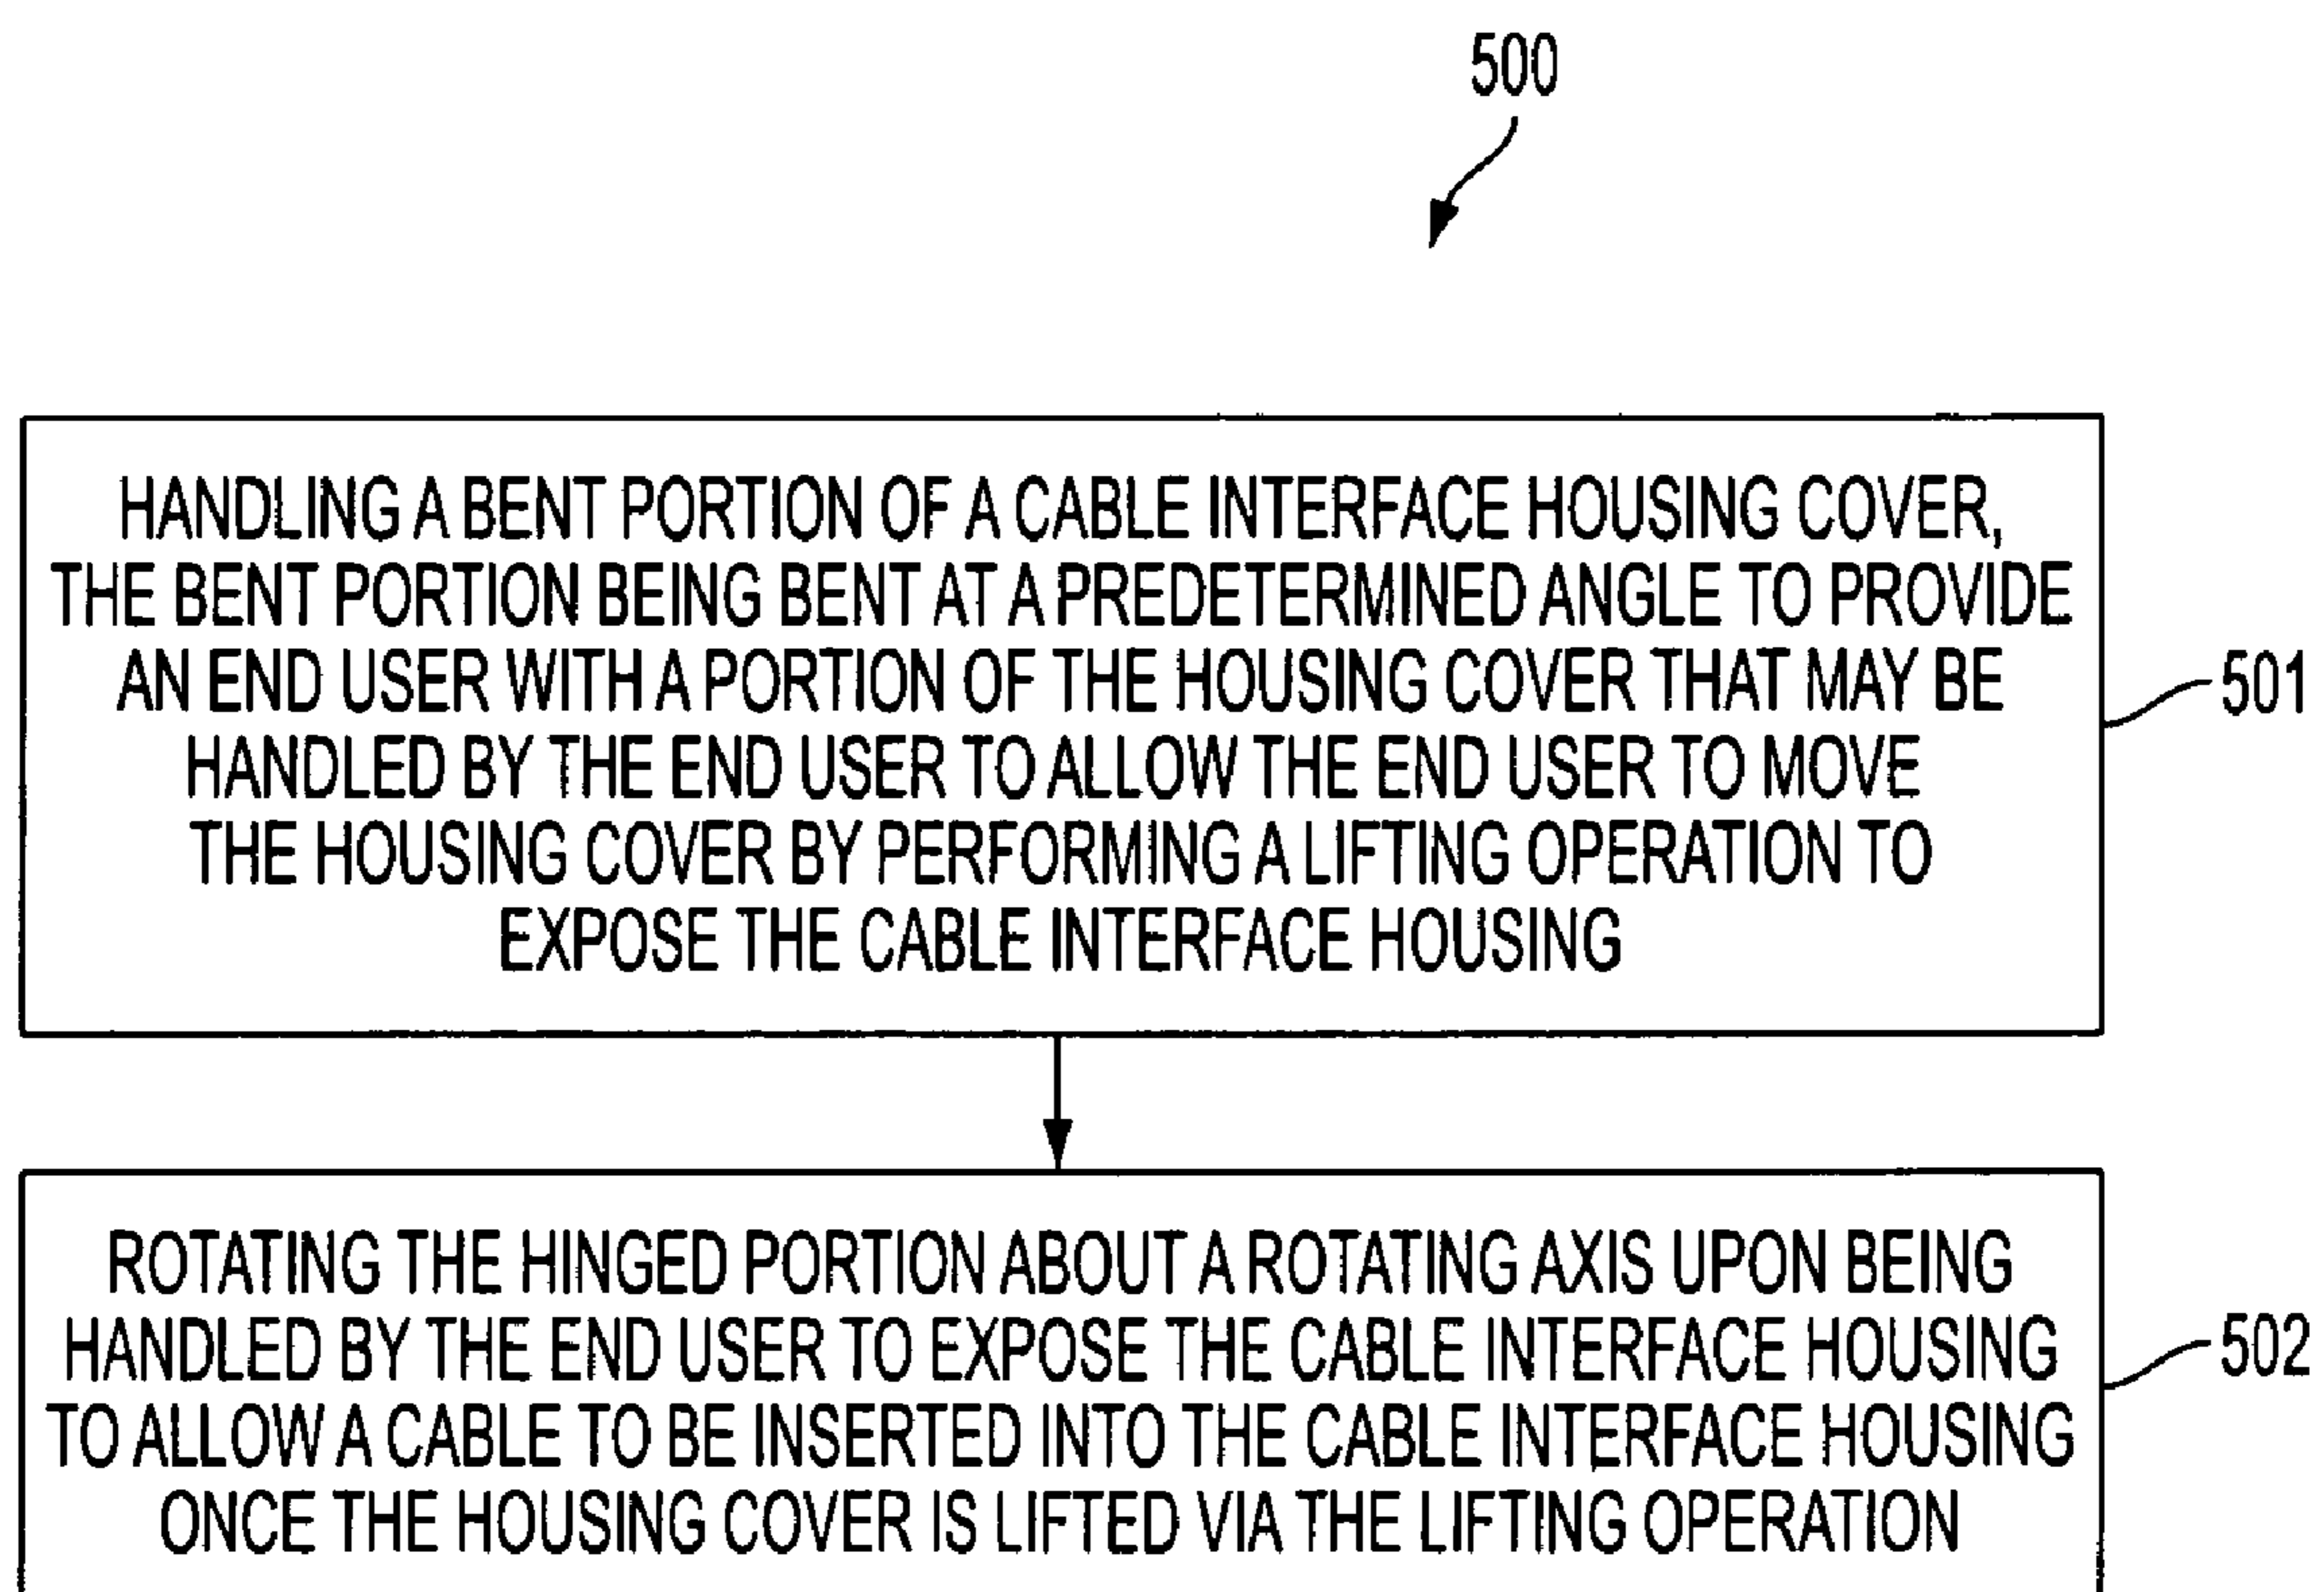 500
HANDLING A BENT PORTION OF A CABLE INTERFACE HOUSING COVER,
THE BENT PORTION BEING BENT AT A PREDETERMINED ANGLE TO PROVIDE
AN END USER WITH A PORTION OF THE HOUSING COVER THAT MAY BE
HANDLED BY THE END USER TO ALLOW THE END USER TO MOVE
THE HOUSING COVER BY PERFORMING A LIFTING OPERATION TO
EXPOSE THE CABLE INTERFACE HOUSING
501
ROTATING THE HINGED PORTION ABOUT A ROTATING AXIS UPON BEING
HANDLED BY THE END USER TO EXPOSE THE CABLE INTERFACE HOUSING
TO ALLOW A CABLE TO BE INSERTED INTO THE CABLE INTERFACE HOUSING
ONCE THE HOUSING COVER IS LIFTED VIA THE LIFTING OPERATION
502